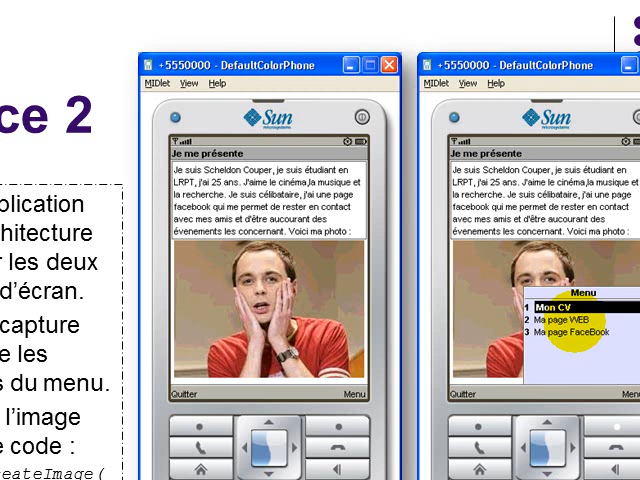 ce 2
plication
chitecture
r les deux
d'écran.
capture
e les
s du menu.
l'image
e code :
eateImage(
+5550000 - DefaultColorPhone
MIDlet View Help
Sun
microsystems
Je me présente
Je suis Scheldon Couper, je suis étudiant en
LRPT, j'ai 25 ans. J'aime le cinéma,la musique et
la recherche. Je suis célibataire, j'ai une page
facebook qui me permet de rester en contact
avec mes amis et d'être aucourant des
évenements les concernant. Voici ma photo :
Quitter Menu
+5550000 - DefaultColorPhone
MIDlet View Help
Sun
microsystems
Je me présente
Je suis Scheldon Couper, je suis étudiant en
LRPT, j'ai 25 ans. J'aime le cinéma,la musique et
la recherche. Je suis célibataire, j'ai une page
facebook qui me permet de rester en contact
avec mes amis et d'être aucourant des
évenements les concernant. Voici ma photo :
Menu
1 Mon CV
2 Ma page WEB
3 Ma page FaceBook
Quitter Men